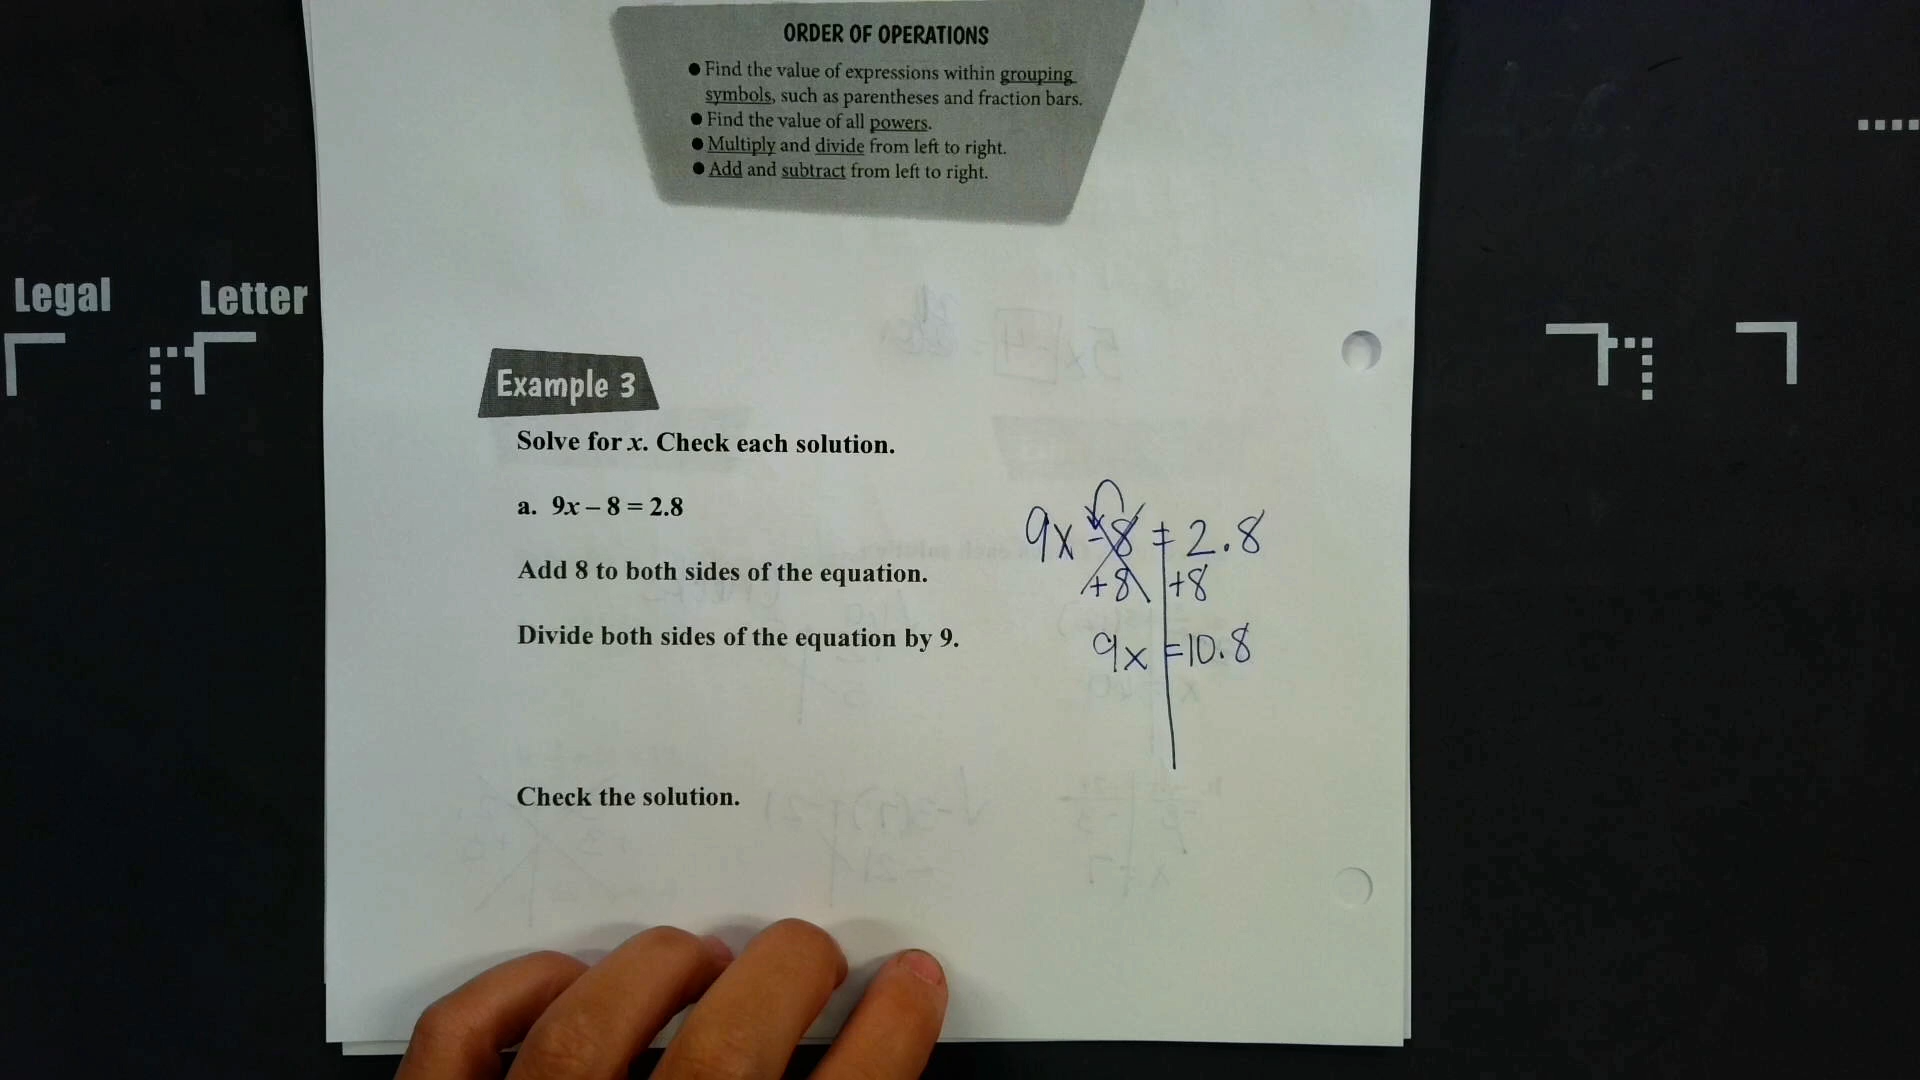 ORDER OF OPERATIONS
● Find the value of expressions within grouping
symbols, such as parentheses and fraction bars.
● Find the value of all powers.
● Multiply and divide from left to right.
● Add and subtract from left to right.
Legal Letter
Example 3
Solve for x. Check each solution.
a. 9x – 8 = 2.8
Add 8 to both sides of the equation.
Divide both sides of the equation by 9.
Check the solution.
9x - 8 = 2.8
+8 +8
9x = 10.8